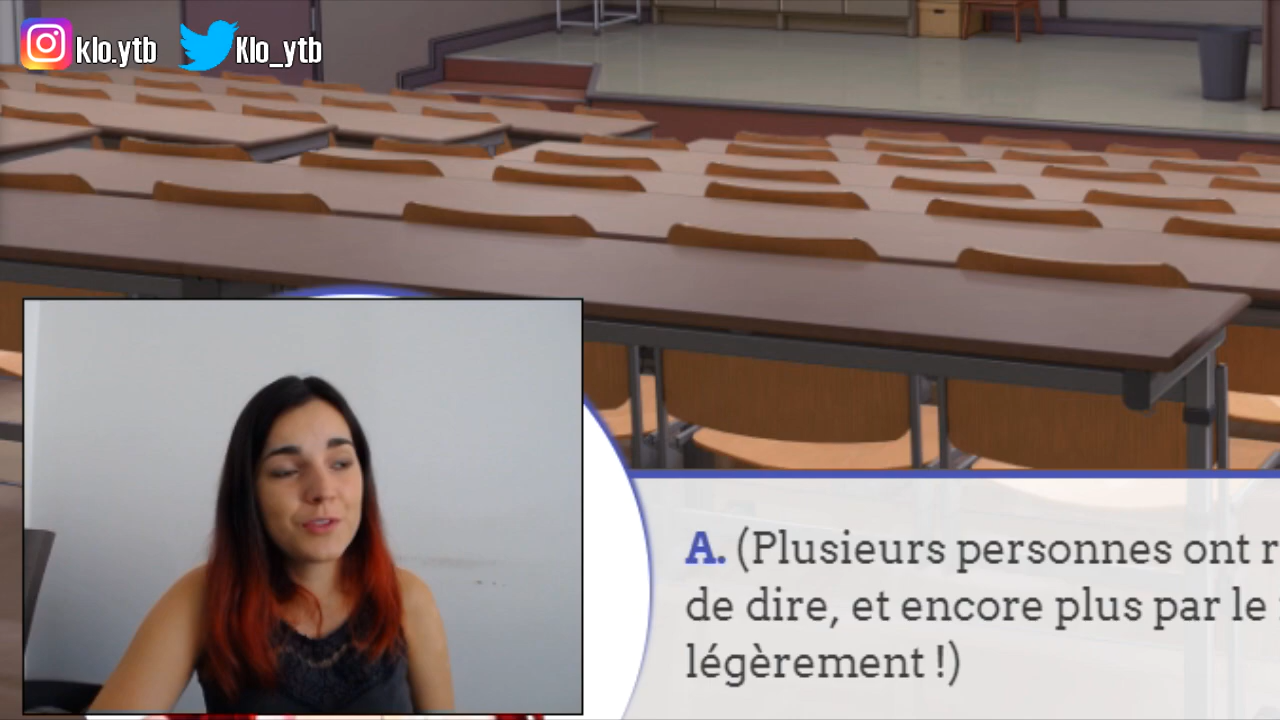 klo.ytb Klo_ytb
A. (Plusieurs personnes ont
de dire, et encore plus par le
légèrement !)